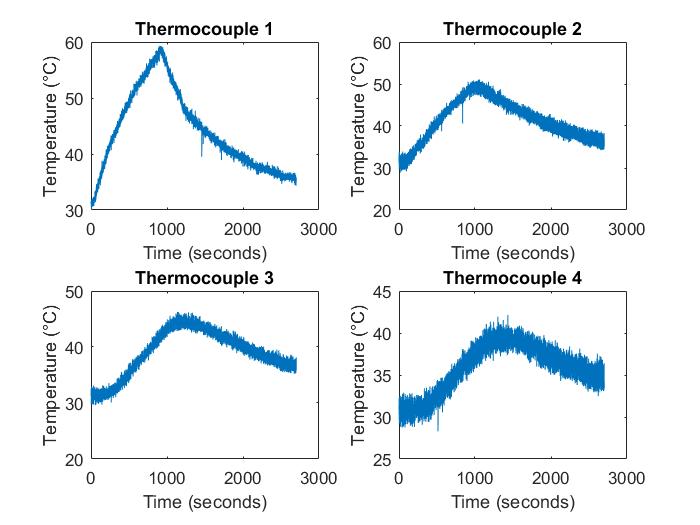 Thermocouple 1
60
50
40
30
Temperature (°C)
0 1000 2000 3000
Time (seconds)
Thermocouple 2
60
50
40
30
20
Temperature (°C)
0 1000 2000 3000
Time (seconds)
Thermocouple 3
50
40
30
20
Temperature (°C)
0 1000 2000 3000
Time (seconds)
Thermocouple 4
45
40
35
30
25
Temperature (°C)
0 1000 2000 3000
Time (seconds)